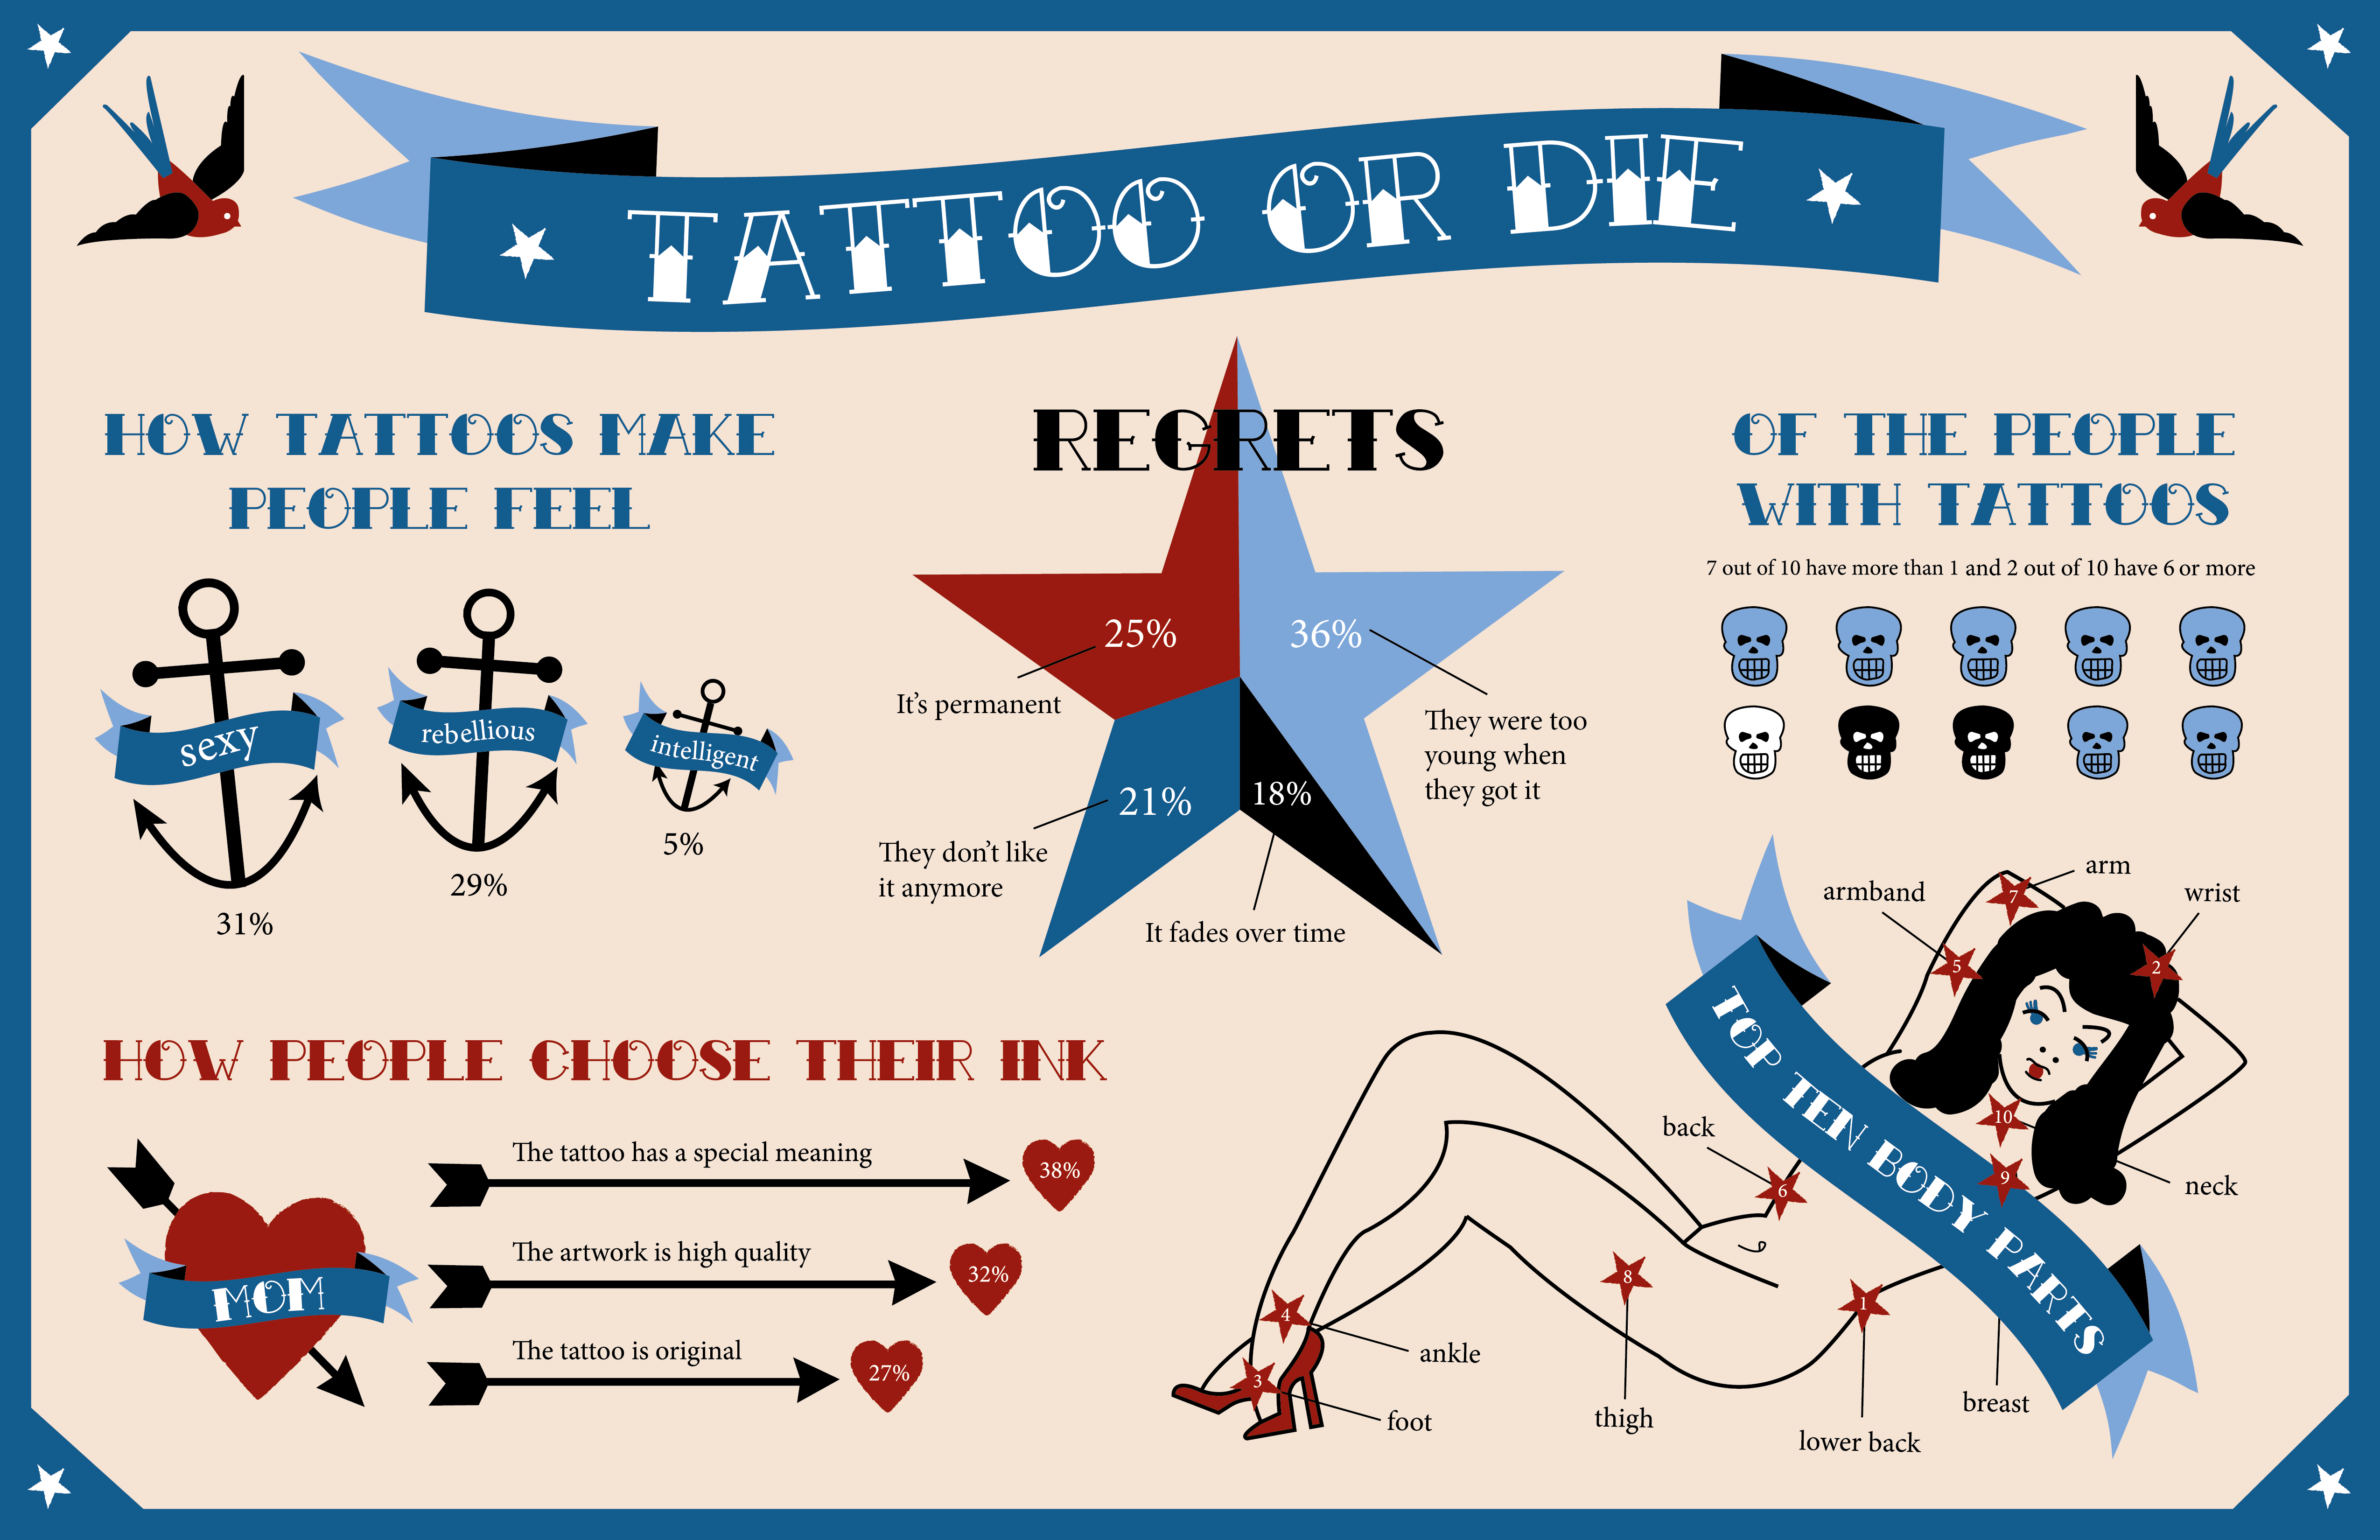 TATTOO OR DIE
HOW TATTOOS MAKE
PEOPLE FEEL
sexy
31%
rebellious
29%
intelligent
5%
REGRETS
25%
It's permanent
36%
They were too
young when
they got it
21%
They don't like
it anymore
18%
It fades over time
OF THE PEOPLE
WITH TATTOOS
7 out of 10 have more than 1 and 2 out of 10 have 6 or more
HOW PEOPLE CHOOSE THEIR INK
MOM
The tattoo has a special meaning
38%
The artwork is high quality
32%
The tattoo is original
27%
TOP TEN BODY PARTS
7
arm
armband
5
wrist
2
10
neck
9
back
6
8
thigh
1
lower back
breast
4
ankle
3
foot